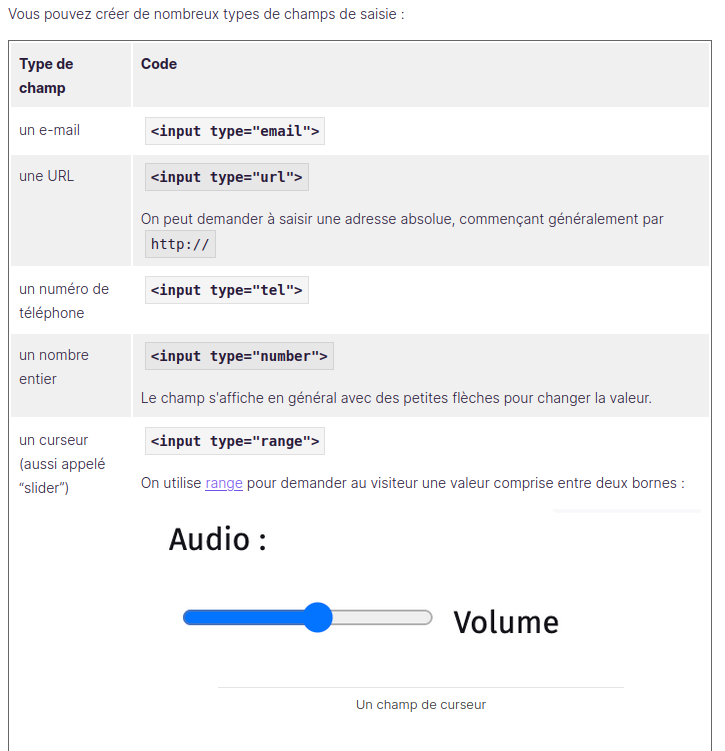 Vous pouvez créer de nombreux types de champs de saisie :
Type de
champ
Code
un e-mail
<input type="email">
une URL
<input type="url">
On peut demander à saisir une adresse absolue, commençant généralement par
http://
un numéro de
téléphone
<input type="tel">
un nombre
entier
<input type="number">
Le champ s'affiche en général avec des petites flèches pour changer la valeur.
un curseur
(aussi appelé
“slider”)
<input type="range">
On utilise range pour demander au visiteur une valeur comprise entre deux bornes :
Audio :
Volume
Un champ de curseur